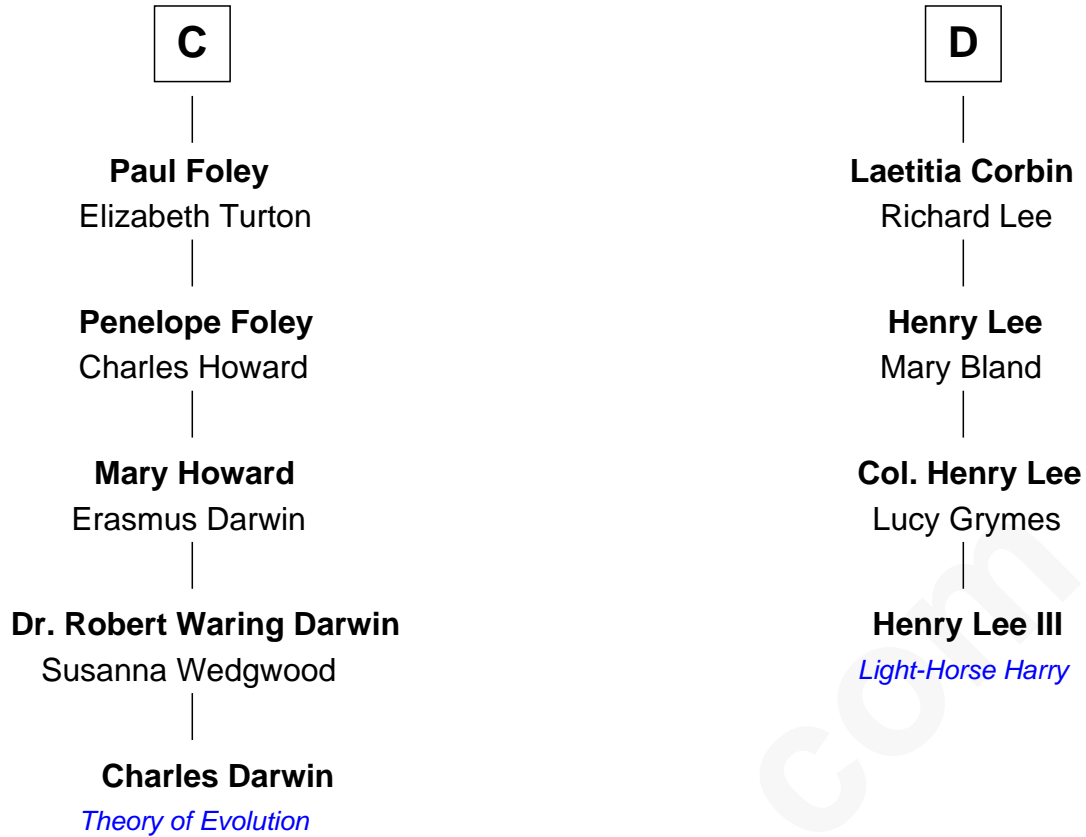 C
Paul Foley
Elizabeth Turton
Penelope Foley
Charles Howard
Mary Howard
Erasmus Darwin
Dr. Robert Waring Darwin
Susanna Wedgwood
Charles Darwin
Theory of Evolution
D
Laetitia Corbin
Richard Lee
Henry Lee
Mary Bland
Col. Henry Lee
Lucy Grymes
Henry Lee III
Light-Horse Harry
com